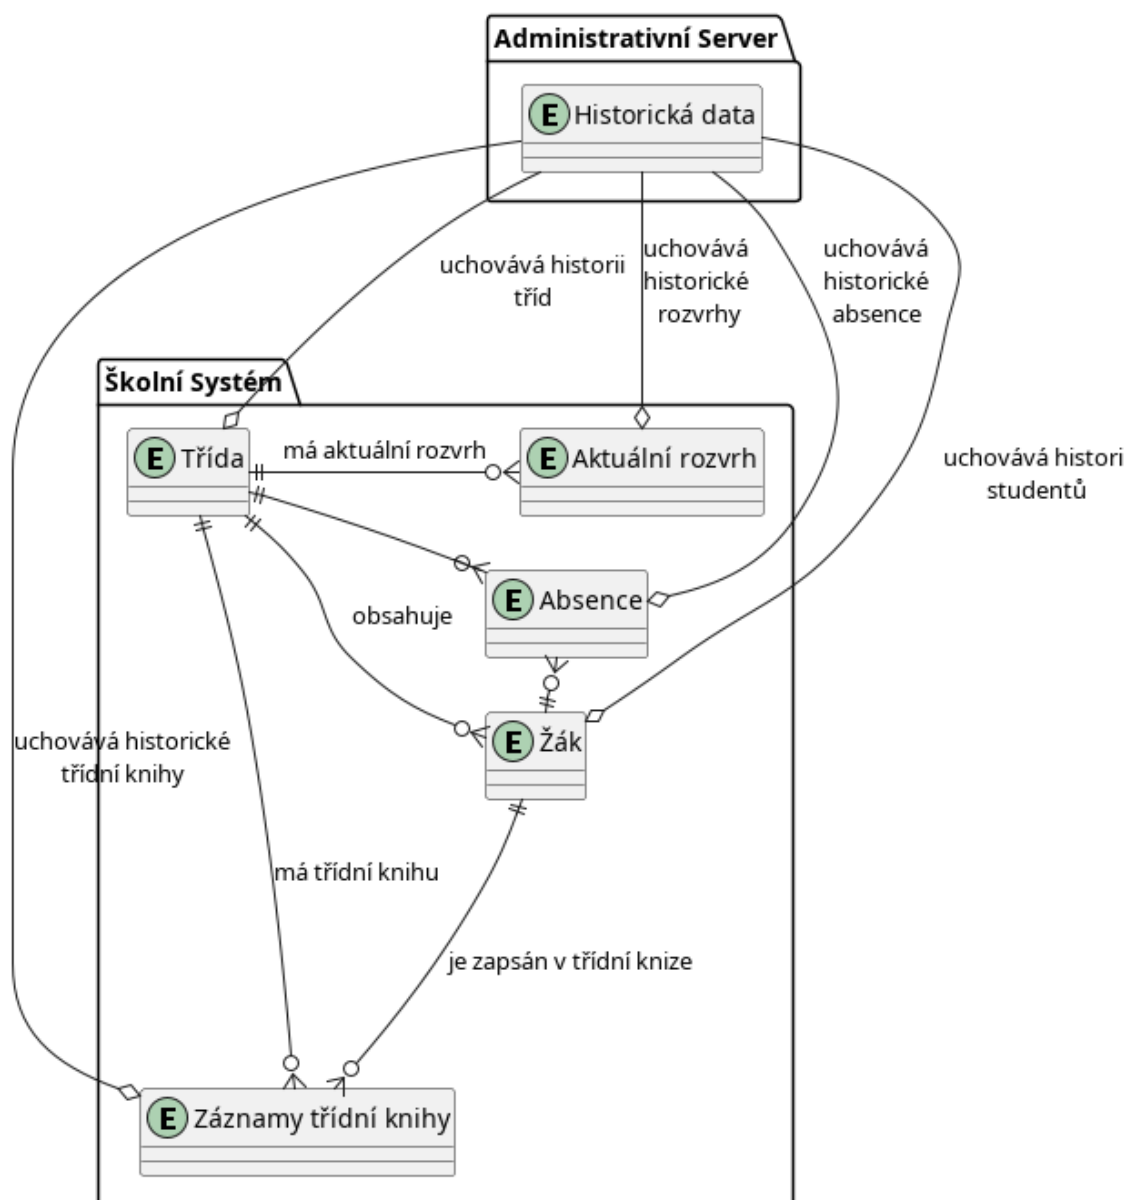 Administrativní Server
E Historická data
uchovává historii
tříd
uchovává
historické
rozvrhy
uchovává
historické
absence
Školní Systém
E Třída
má aktuální rozvrh
E Aktuální rozvrh
uchovává histori
studentů
E Absence
obsahuje
E Žák
uchovává historické
třídní knihy
má třídní knihu
je zapsán v třídní knize
E Záznamy třídní knihy